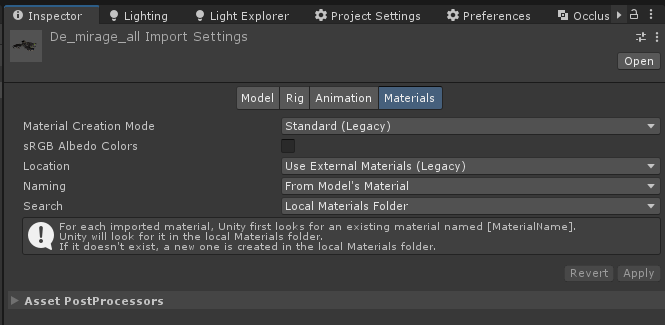 Inspector Lighting Light Explorer Project Settings Preferences Occlus
De_mirage_all Import Settings
Open
Model Rig Animation Materials
Material Creation Mode Standard (Legacy)
sRGB Albedo Colors
Location Use External Materials (Legacy)
Naming From Model's Material
Search Local Materials Folder
For each imported material, Unity first looks for an existing material named [MaterialName].
Unity will look for it in the local Materials folder.
If it doesn't exist, a new one is created in the local Materials folder.
Revert Apply
Asset PostProcessors